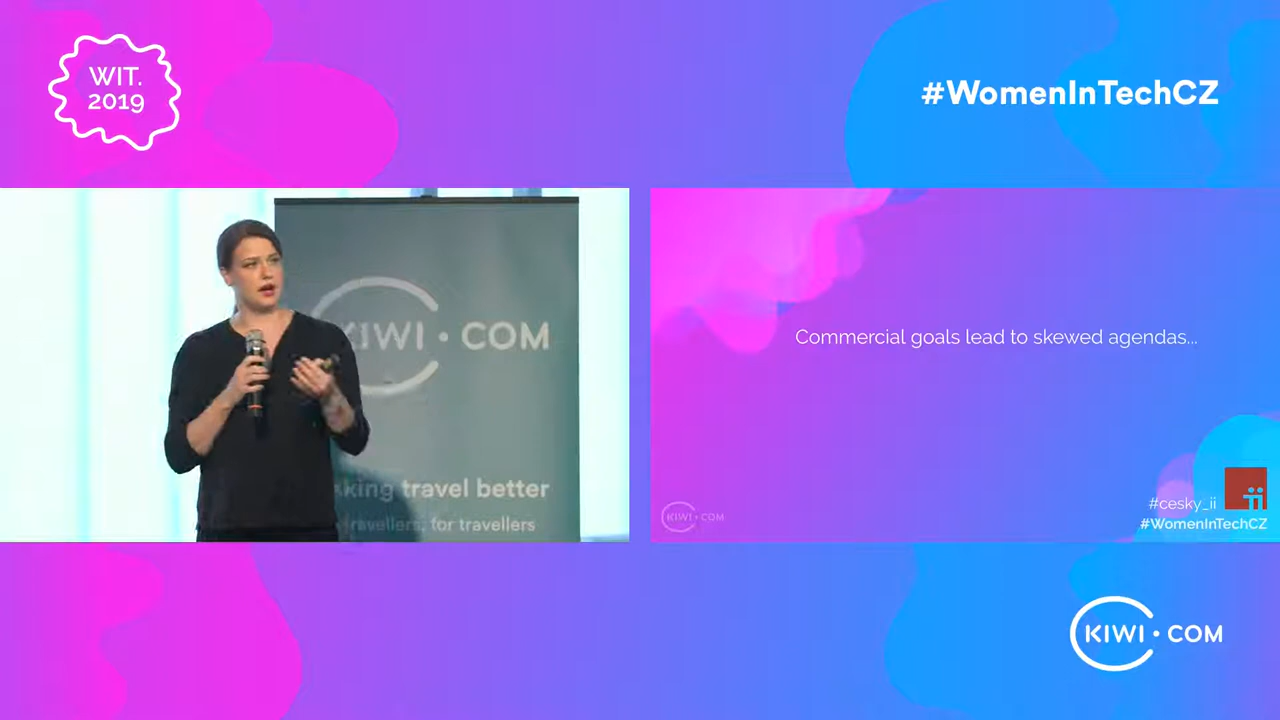 WIT.
2019
#WomenInTechCZ
KIWI·COM
king travel better
travellers, for travellers
Commercial goals lead to skewed agendas...
KIWI·COM
#cesky_ii
#WomenInTechCZ
KIWI·COM